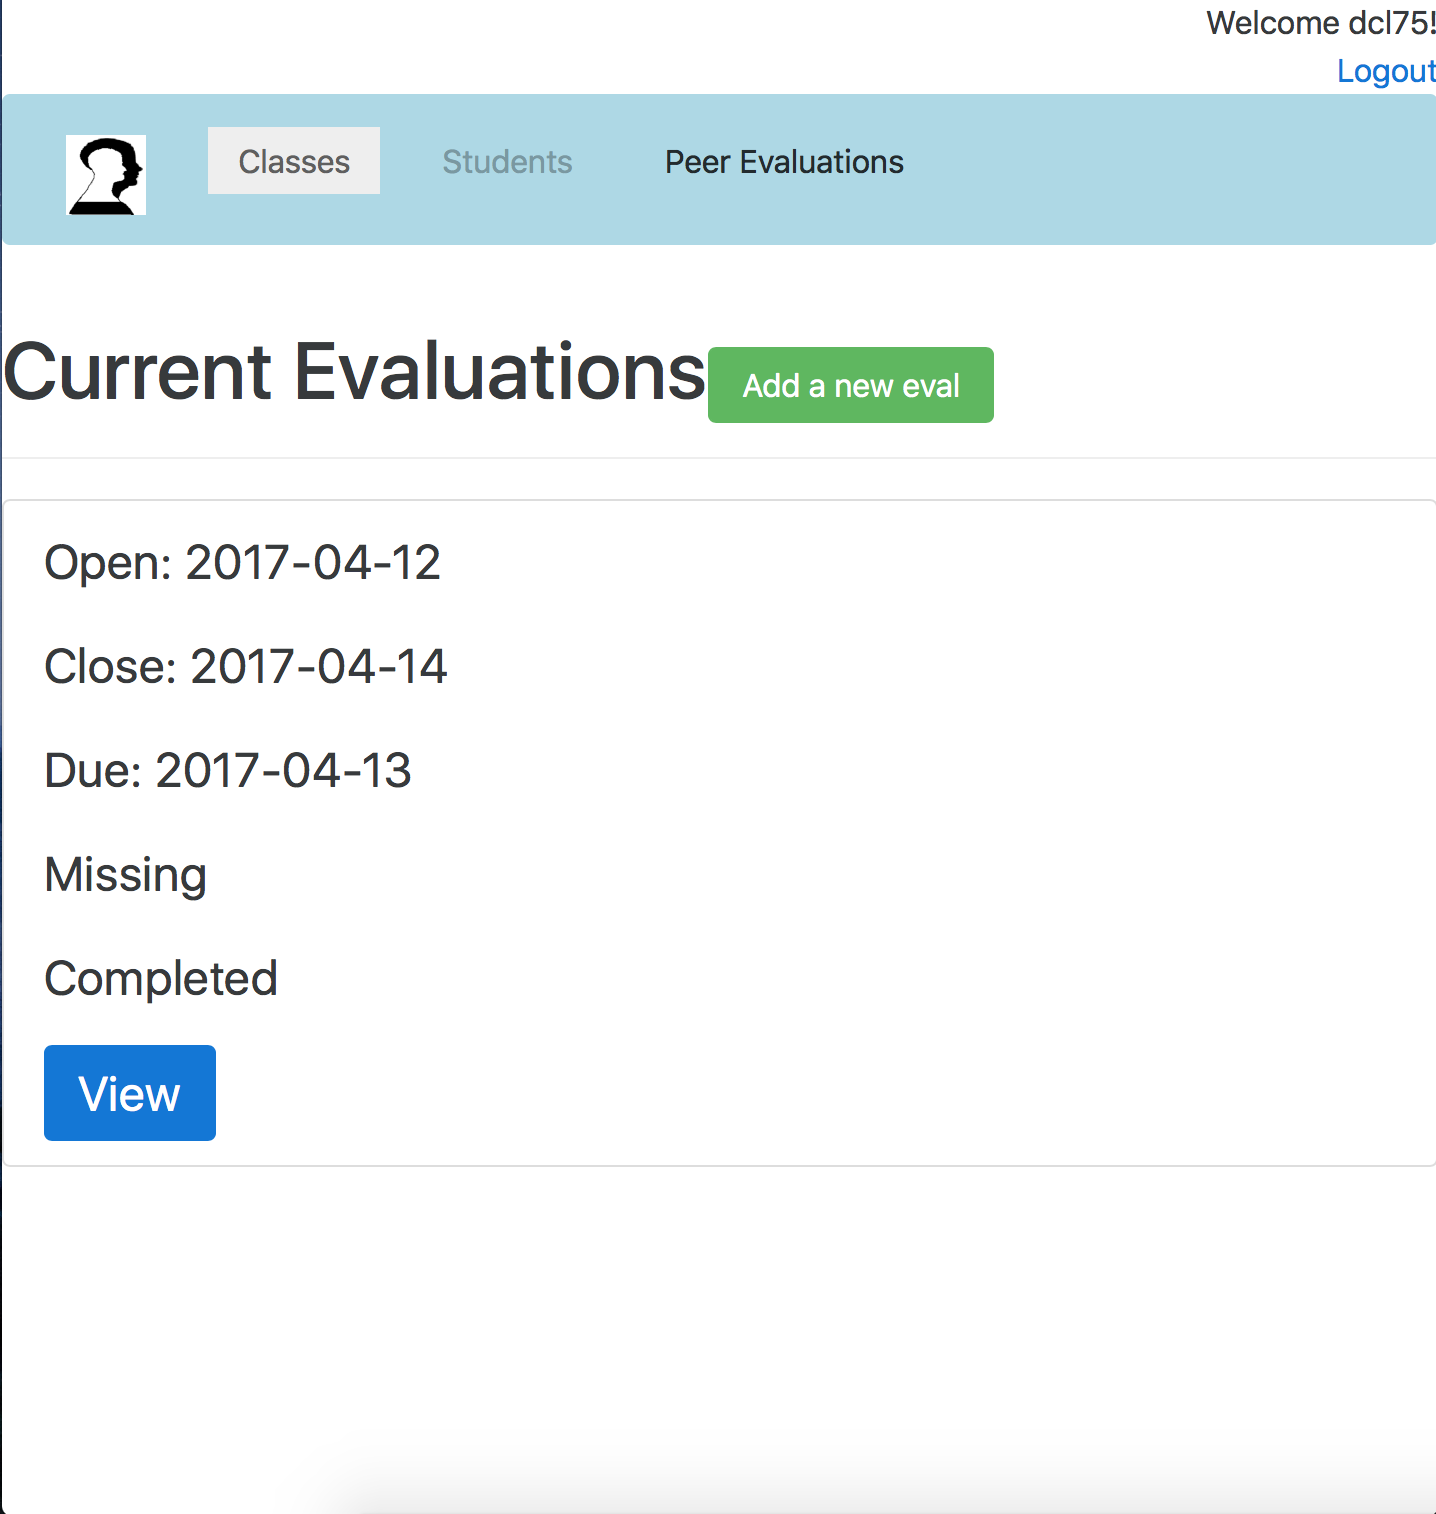 Welcome dcl75!
Logout
Classes Students Peer Evaluations
Current Evaluations Add a new eval
Open: 2017-04-12
Close: 2017-04-14
Due: 2017-04-13
Missing
Completed
View